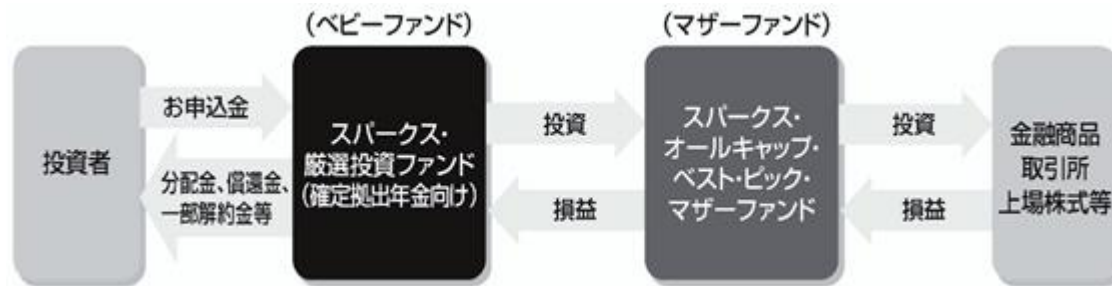 (ベビーファンド)
(マザーファンド)
投資者
お申込金
分配金、償還金、
一部解約金等
スパークス・
厳選投資ファンド
(確定拠出年金向け)
投資
損益
スパークス・
オールキャップ・
ベスト・ピック・
マザーファンド
投資
損益
金融商品
取引所
上場株式等